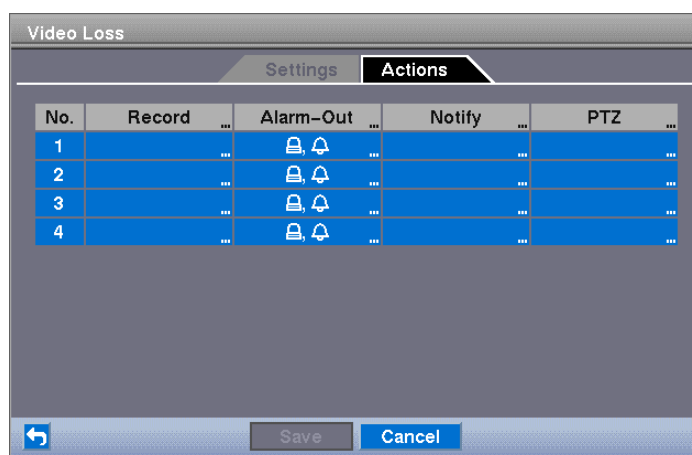 Video Loss
Settings Actions
No. Record ... Alarm-Out ... Notify ... PTZ ...
1 ... , ... ... ...
2 ... , ... ... ...
3 ... , ... ... ...
4 ... , ... ... ...
Save Cancel